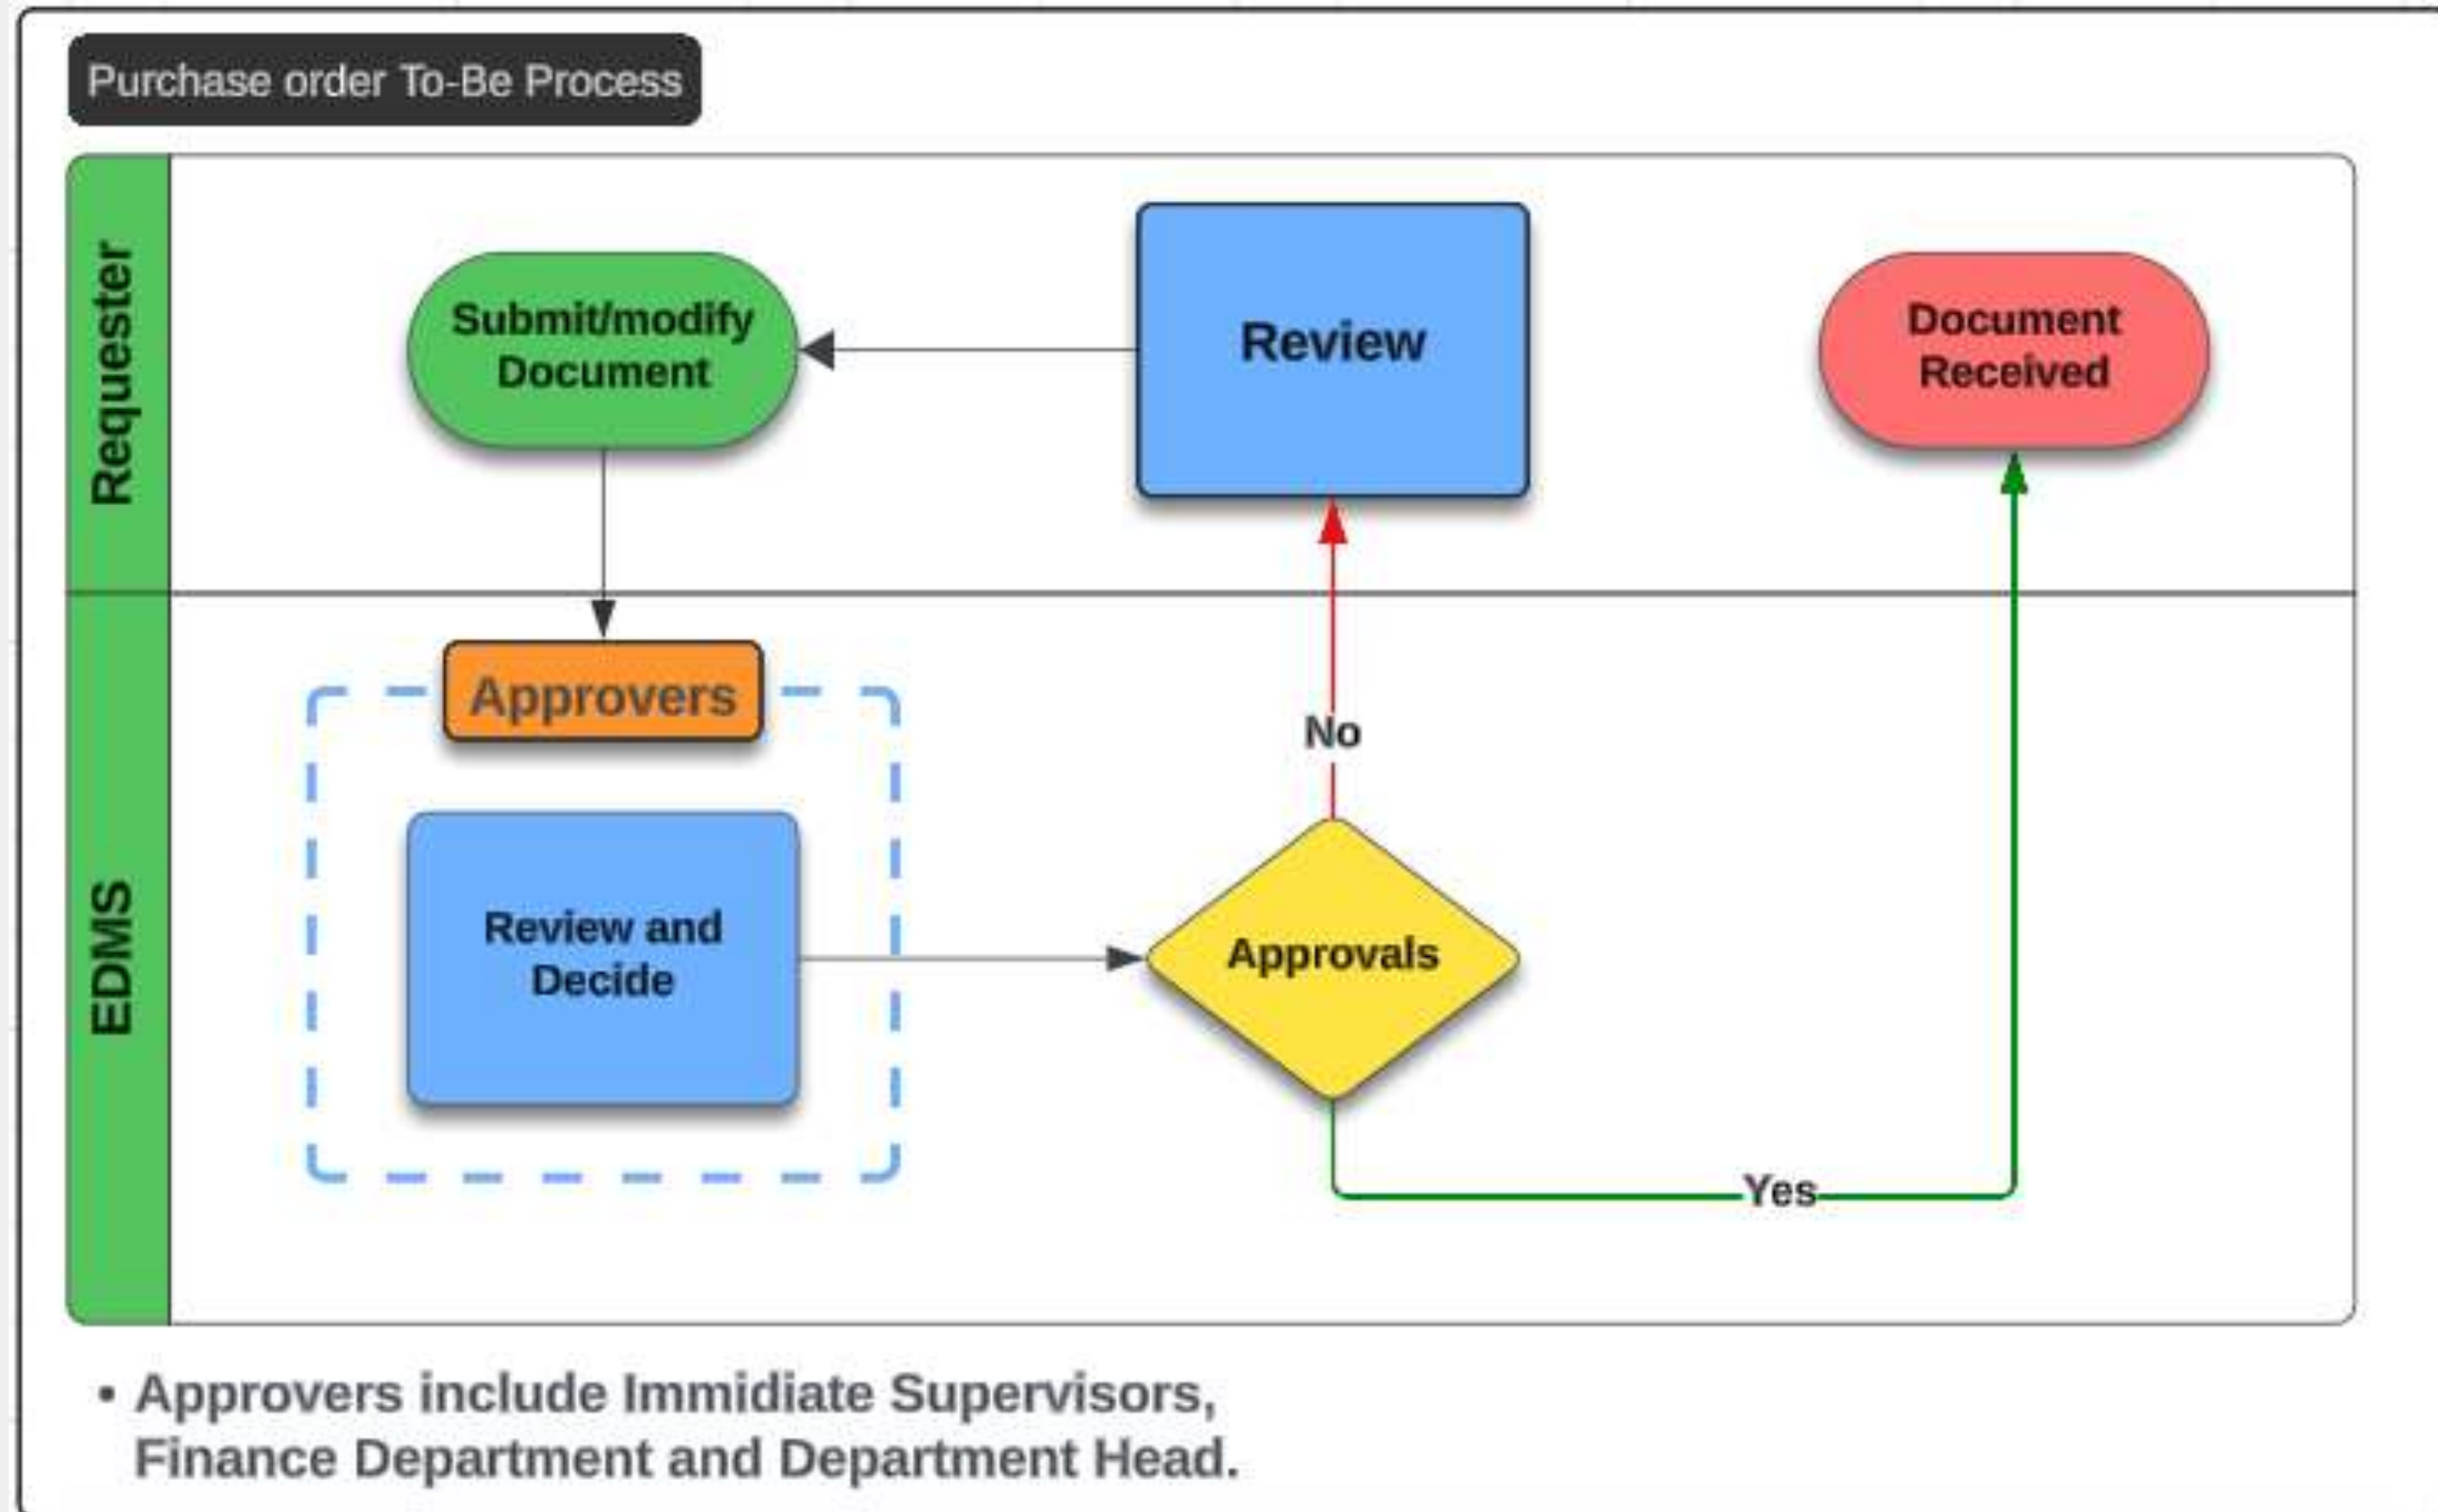 Purchase order To-Be Process
Requester
Submit/modify
Document
Review
Document
Received
EDMS
Approvers
Review and
Decide
No
Approvals
Yes
• Approvers include Immidiate Supervisors,
Finance Department and Department Head.